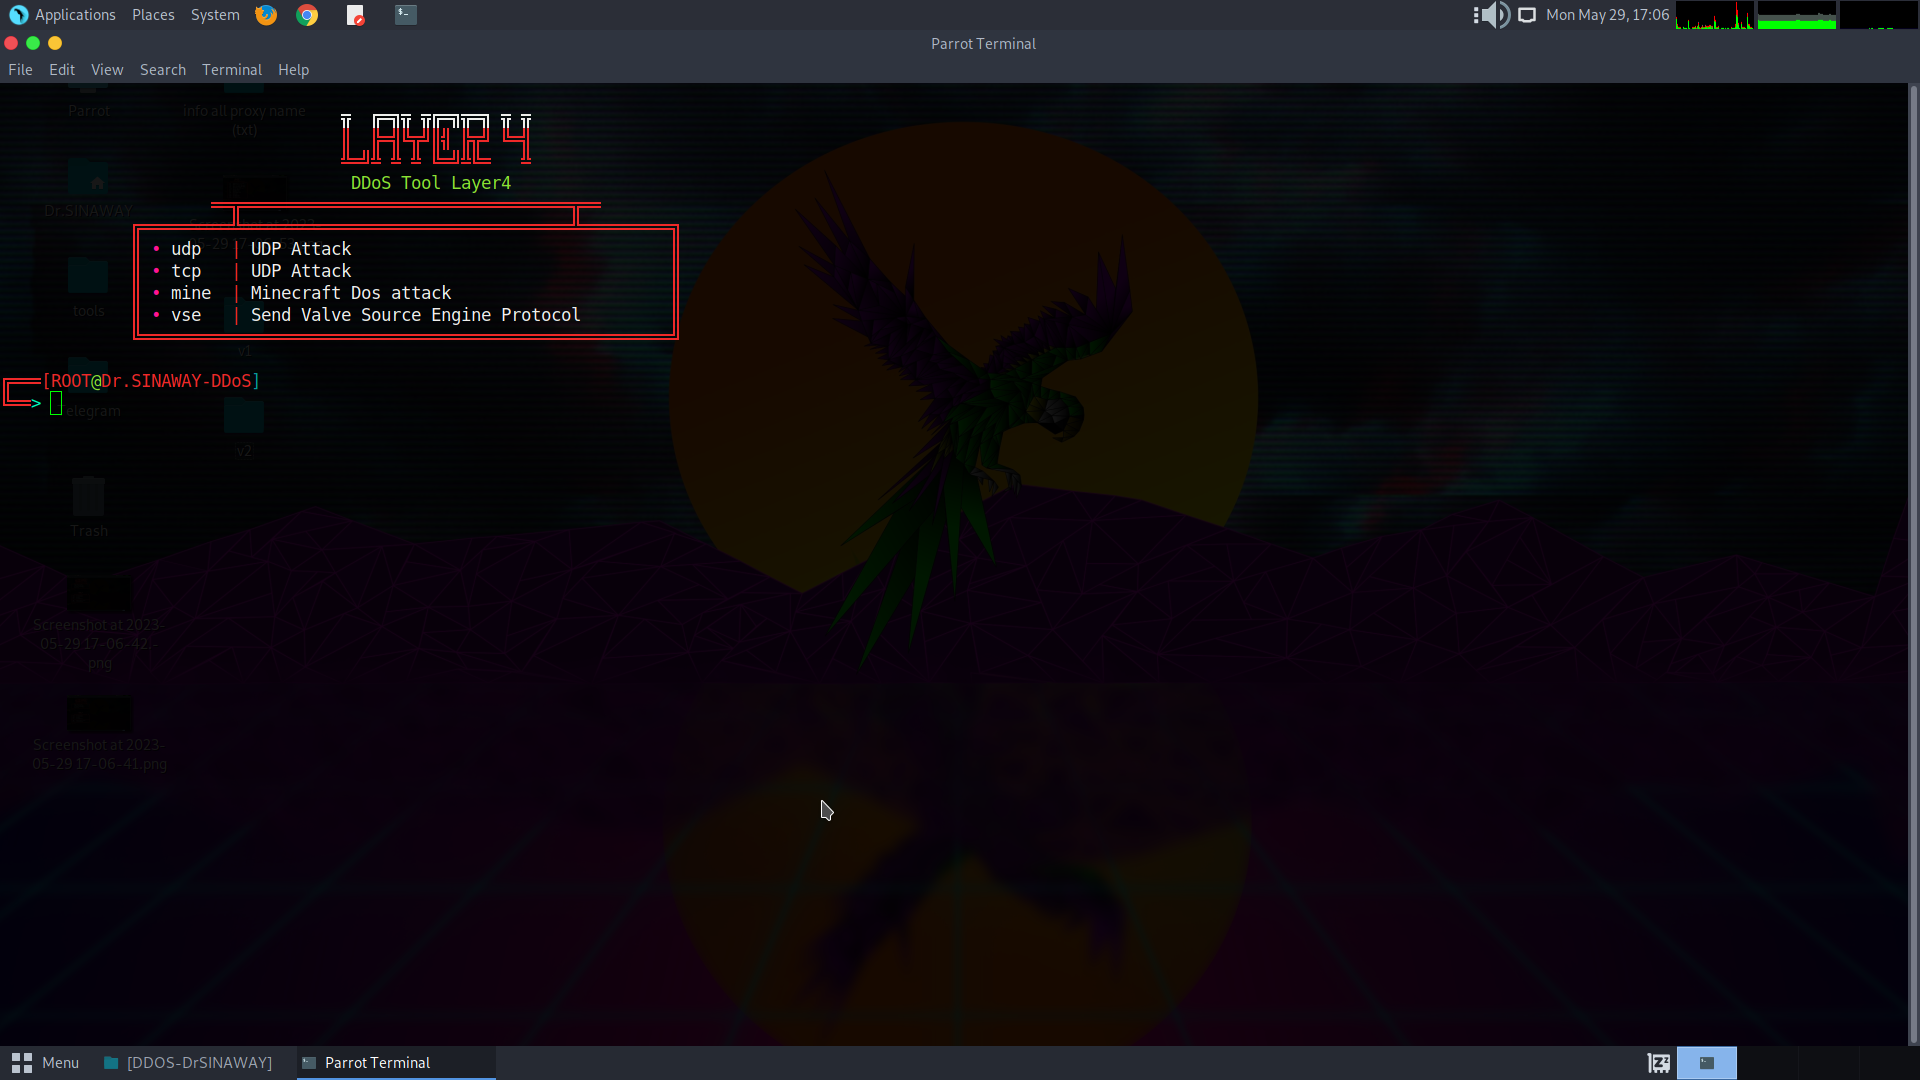 Applications Places System
Mon May 29, 17:06
Parrot Terminal
File Edit View Search Terminal Help
Parrot
info all proxy name
(txt)
LAYER 4
DDoS Tool Layer4
Dr.SINAWAY
• udp | UDP Attack
• tcp | UDP Attack
• mine | Minecraft Dos attack
• vse | Send Valve Source Engine Protocol
tools
v1
[ROOT@Dr.SINAWAY-DDoS]
>
elegram
v2
Trash
Screenshot at 2023-
05-29 17-06-42.-
png
Screenshot at 2023-
05-29 17-06-41.png
Menu [DDOS-DrSINAWAY] Parrot Terminal